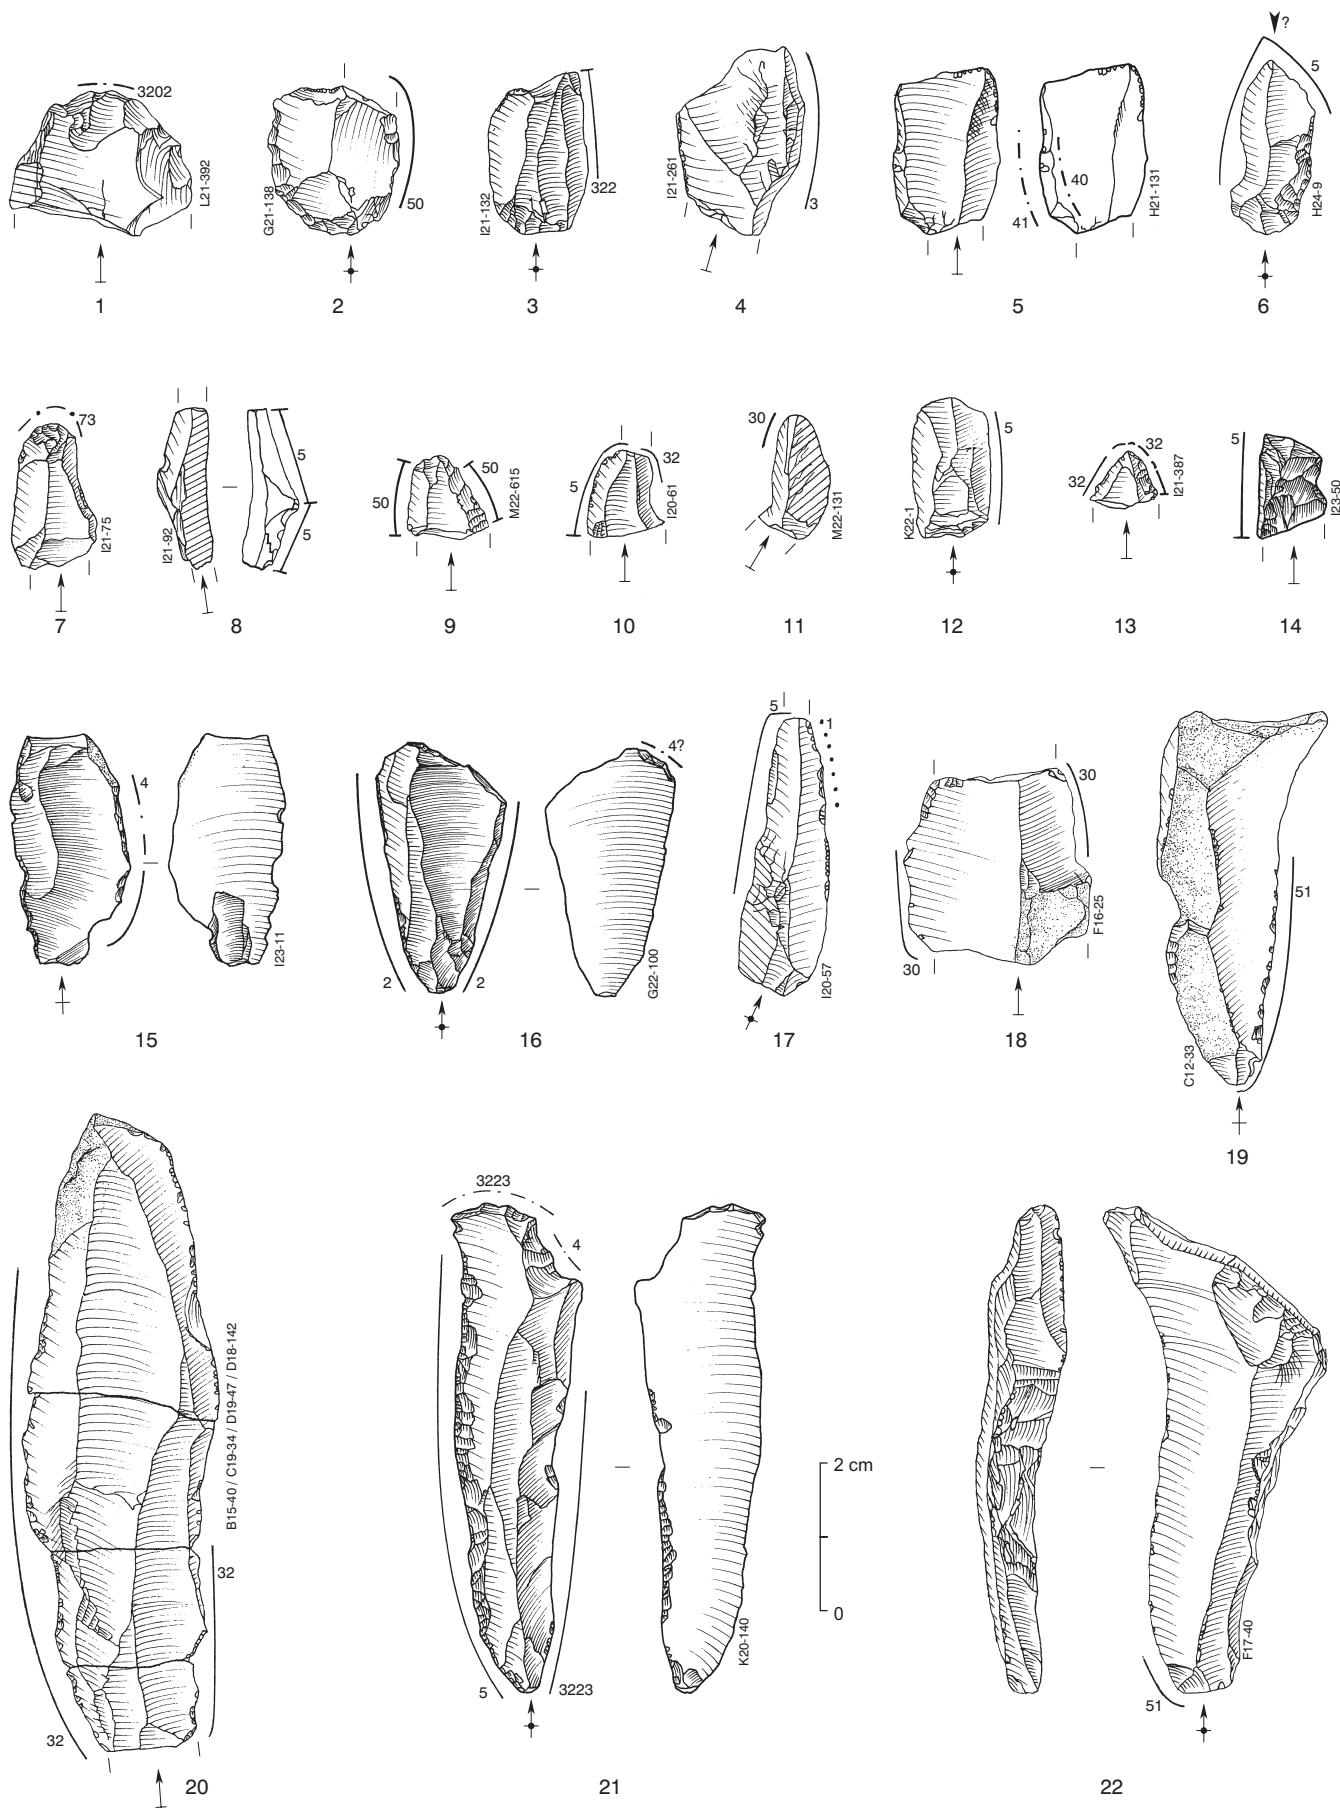 3202
L21-392
1
G21-138
50
2
I21-132
322
3
I21-261
3
4
40
41
H21-131
5
?
5
H24-9
6
73
I21-75
7
I21-92
5
5
8
50
50
M22-615
9
5
32
I20-61
10
30
M22-131
11
K22-1
5
12
32
32
I21-387
13
5
I23-50
14
4
I23-11
15
2
2
4?
G22-100
16
5
1
I20-57
17
30
30
F16-25
18
51
C12-33
19
B15-40 / C19-34 / D19-47 / D18-142
32
32
20
3223
4
5
3223
K20-140
21
2 cm
0
51
F17-40
22